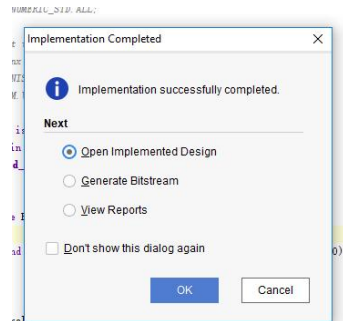 NUMERIC_STD.ALL;
Implementation Completed
Implementation successfully completed.
Next
Open Implemented Design
Generate Bitstream
View Reports
Don't show this dialog again
OK
Cancel